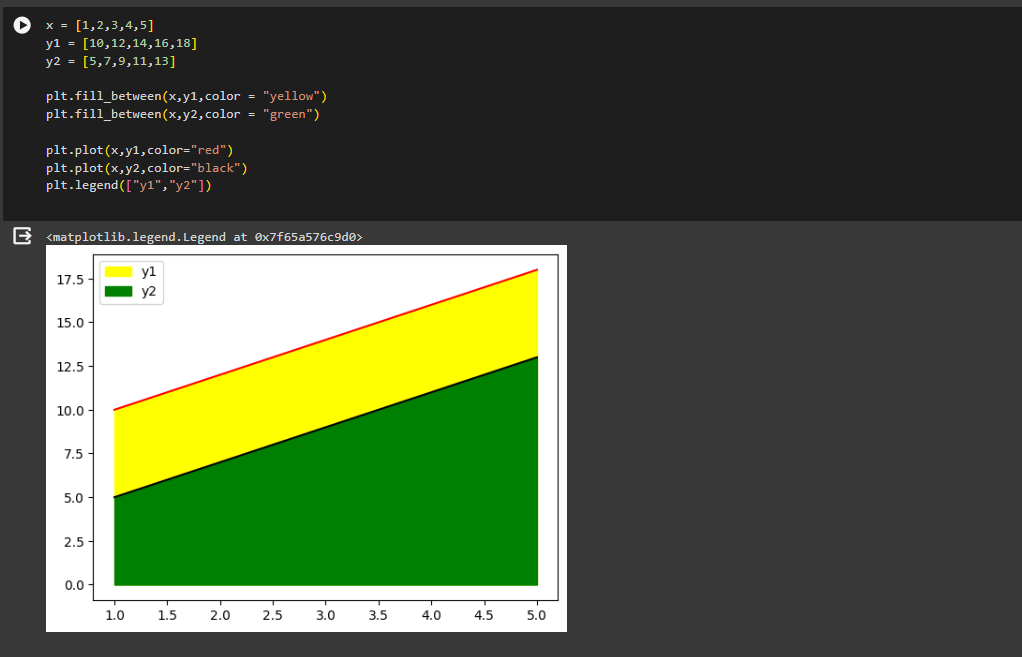 x = [1,2,3,4,5]
y1 = [10,12,14,16,18]
y2 = [5,7,9,11,13]
plt.fill_between(x,y1,color = "yellow")
plt.fill_between(x,y2,color = "green")
plt.plot(x,y1,color="red")
plt.plot(x,y2,color="black")
plt.legend(["y1","y2"])
<matplotlib.legend.Legend at 0x7f65a576c9d0>
y1
y2
17.5
15.0
12.5
10.0
7.5
5.0
2.5
0.0
1.0 1.5 2.0 2.5 3.0 3.5 4.0 4.5 5.0